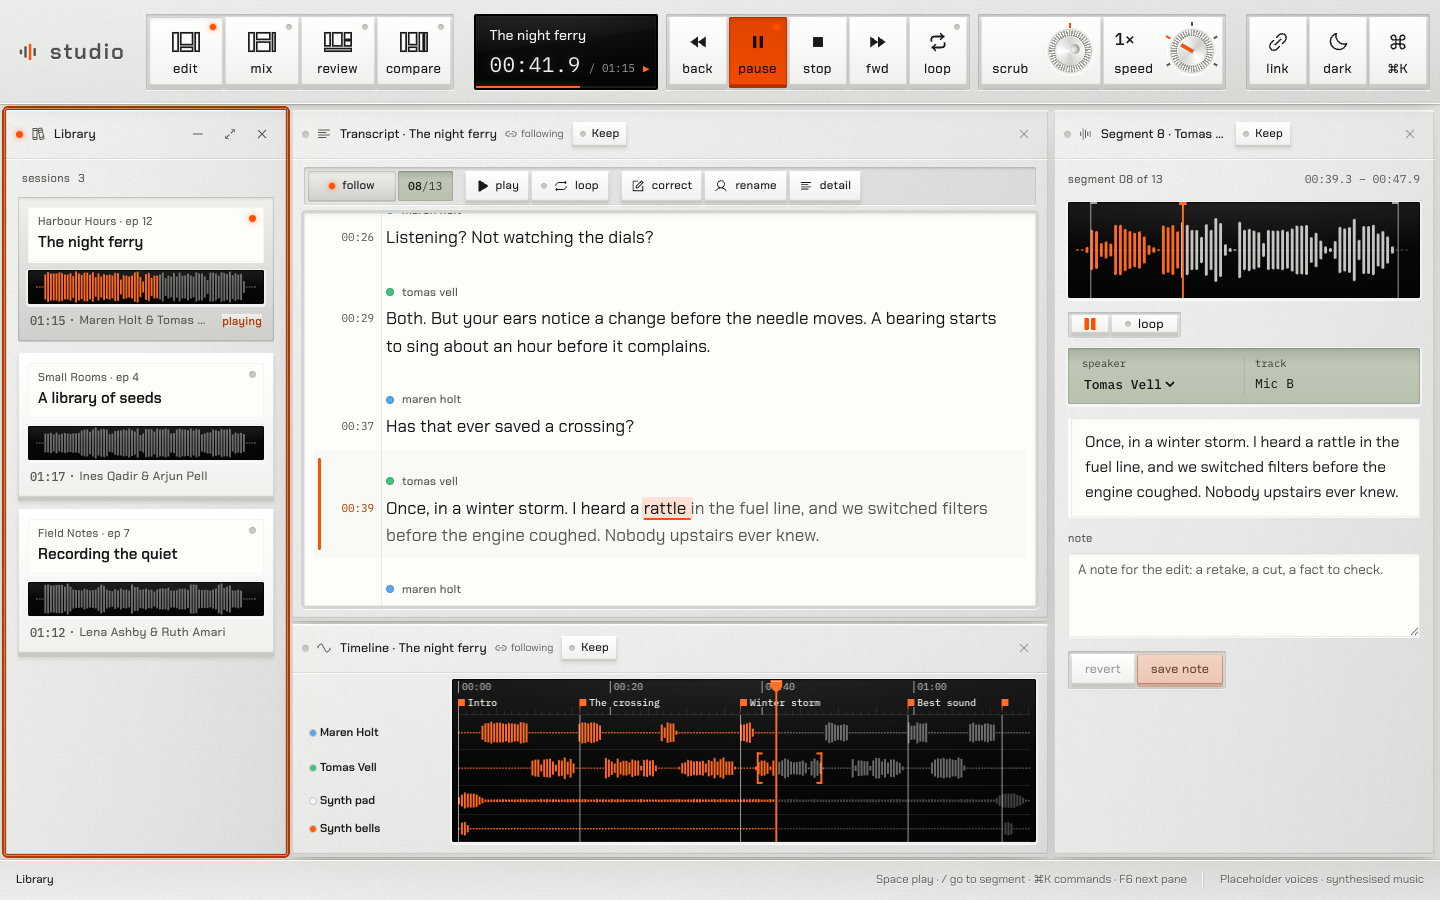 studio
edit
mix
review
compare
The night ferry
00:41.9 / 01:15
back
pause
stop
fwd
loop
scrub
1×
speed
link
dark
⌘K
Library
sessions 3
Harbour Hours · ep 12
The night ferry
01:15 · Maren Holt & Tomas ... playing
Small Rooms · ep 4
A library of seeds
01:17 · Ines Qadir & Arjun Pell
Field Notes · ep 7
Recording the quiet
01:12 · Lena Ashby & Ruth Amari
Transcript · The night ferry following Keep
follow 08/13 play loop correct rename detail
maren holt
00:26 Listening? Not watching the dials?
tomas vell
00:29 Both. But your ears notice a change before the needle moves. A bearing starts
to sing about an hour before it complains.
maren holt
00:37 Has that ever saved a crossing?
tomas vell
00:39 Once, in a winter storm. I heard a rattle in the fuel line, and we switched filters
before the engine coughed. Nobody upstairs ever knew.
maren holt
Timeline · The night ferry following Keep
00:00 00:20 00:40 01:00
Intro The crossing Winter storm Best sound
Maren Holt
Tomas Vell
Synth pad
Synth bells
Segment 8 · Tomas ... Keep
segment 08 of 13 00:39.3 – 00:47.9
loop
speaker track
Tomas Vell Mic B
Once, in a winter storm. I heard a rattle in the
fuel line, and we switched filters before the
engine coughed. Nobody upstairs ever knew.
note
A note for the edit: a retake, a cut, a fact to check.
revert save note
Library
Space play · / go to segment · ⌘K commands · F6 next pane
Placeholder voices · synthesised music